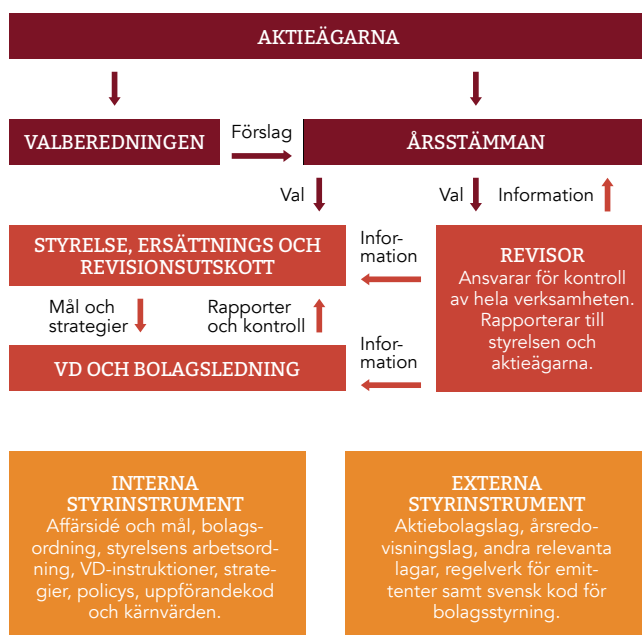 AKTIEÄGARNA
VALBEREDNINGEN
Förslag
ÅRSSTÄMMAN
Val
Val
Information
STYRELSE, ERSÄTTNINGS OCH
REVISIONSUTSKOTT
Infor-
mation
REVISOR
Ansvarar för kontroll
av hela verksamheten.
Rapporterar till
styrelsen och
aktieägarna.
Mål och
strategier
Rapporter
och kontroll
VD OCH BOLAGSLEDNING
Infor-
mation
INTERNA
STYRINSTRUMENT
Affärsidé och mål, bolags-
ordning, styrelsens arbetsord-
ning, VD-instruktioner, strate-
gier, policys, uppförandekod
och kärnvärden.
EXTERNA
STYRINSTRUMENT
Aktiebolagslag, årsredo-
visningslag, andra relevanta
lagar, regelverk för emit-
tenter samt svensk kod för
bolagsstyrning.